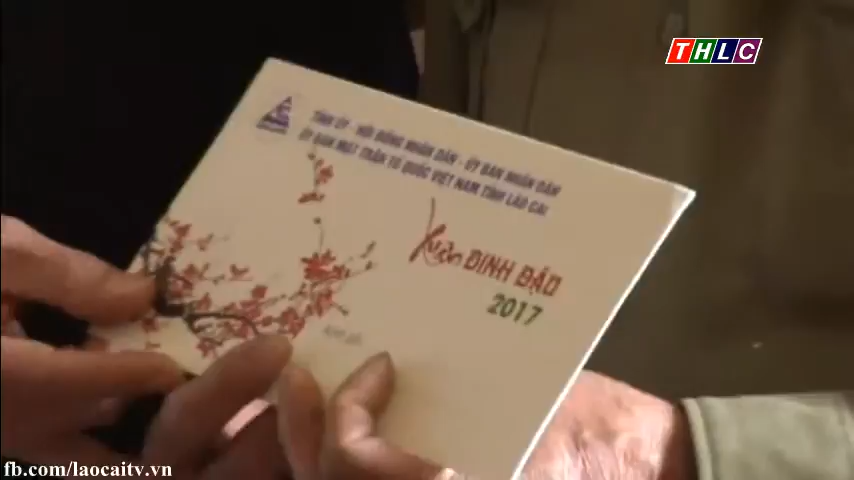 THLC
TỈNH ỦY - HỘI ĐỒNG NHÂN DÂN - ỦY BAN NHÂN DÂN
ỦY BAN MẶT TRẬN TỔ QUỐC VIỆT NAM TỈNH LÀO CAI
Xuân ĐINH DẬU
2017
fb.com/laocaitv.vn